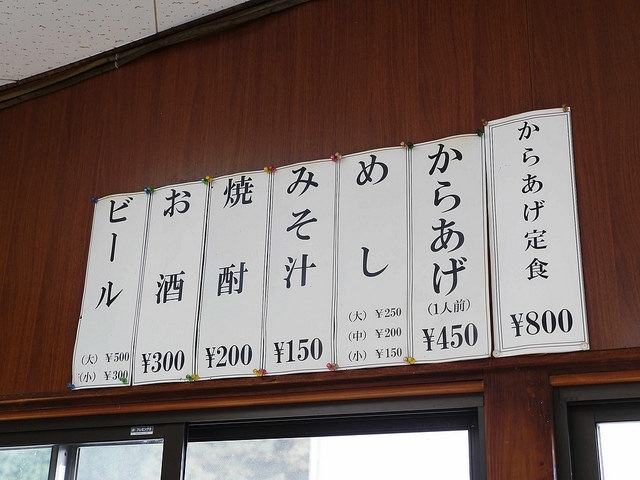 からあげ定食
¥800
からあげ
(1人前)
¥450
めし
(大) ¥250
(中) ¥200
(小) ¥150
みそ汁
¥150
焼酎
¥200
お酒
¥300
ビール
(大) ¥500
(小) ¥300